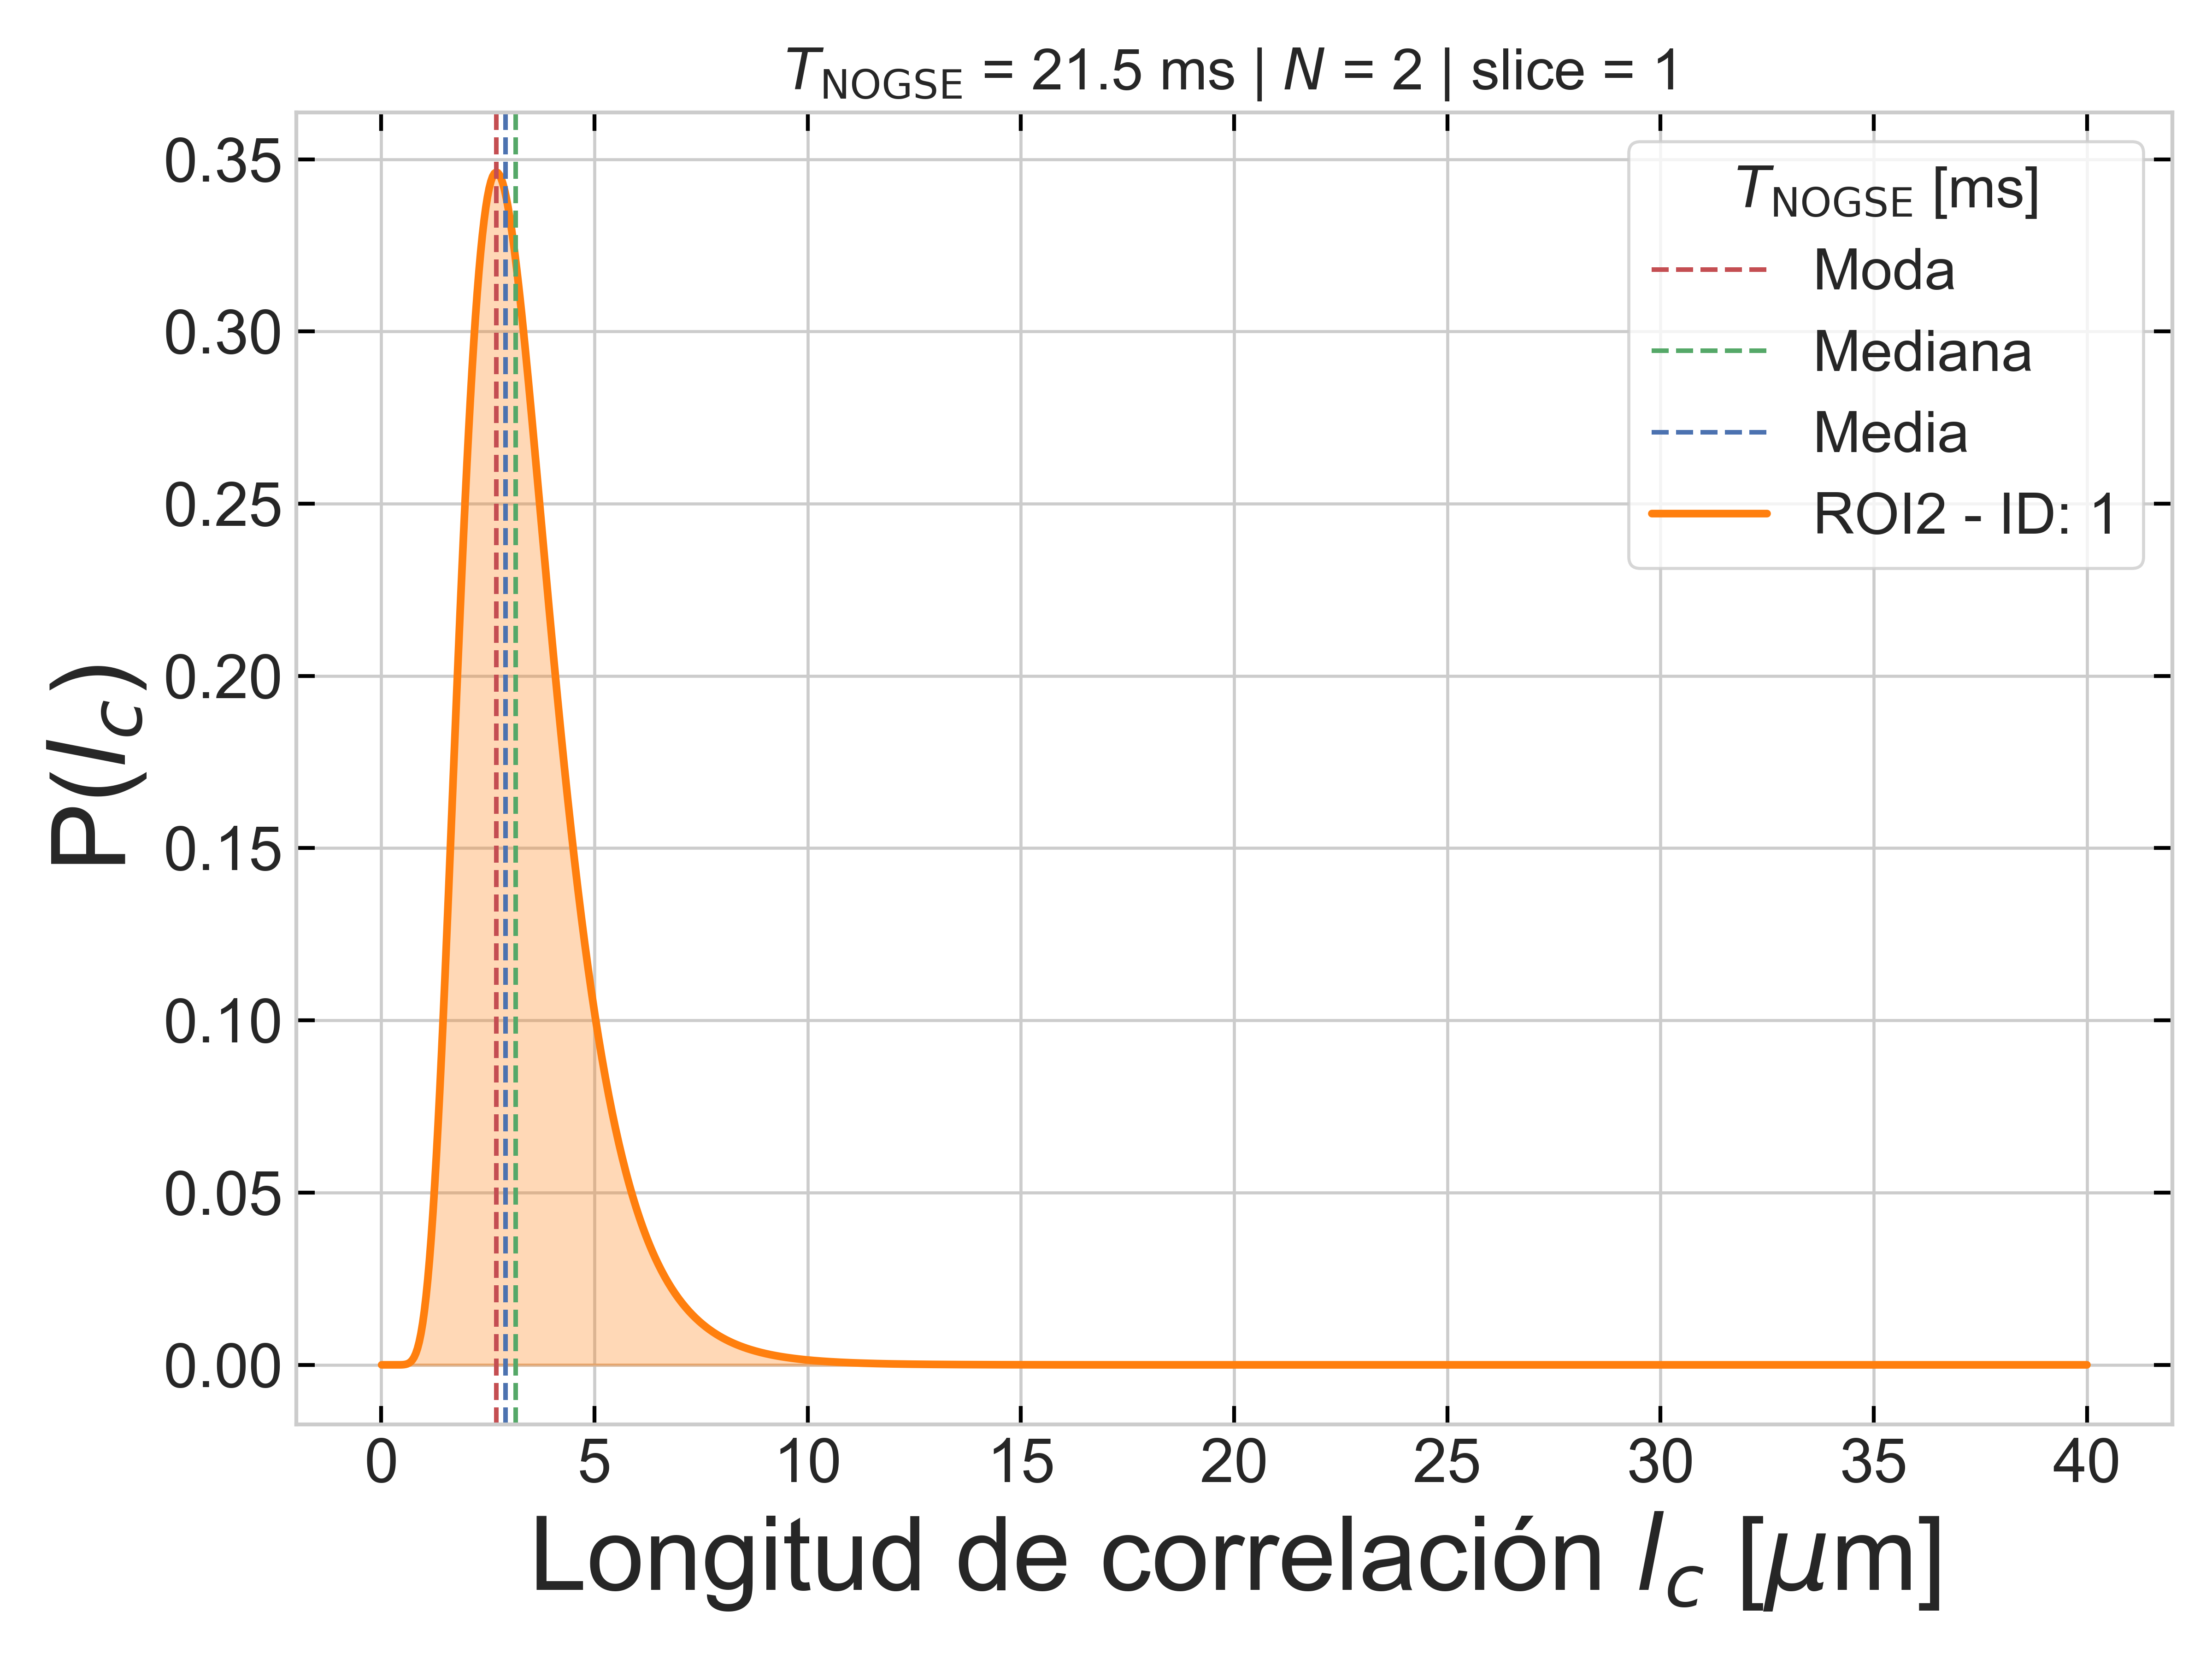 T_NOGSE = 21.5 ms | N = 2 | slice = 1
P(l_c)
0.35
0.30
0.25
0.20
0.15
0.10
0.05
0.00
T_NOGSE [ms]
Moda
Mediana
Media
ROI2 - ID: 1
0 5 10 15 20 25 30 35 40
Longitud de correlación l_c [μm]